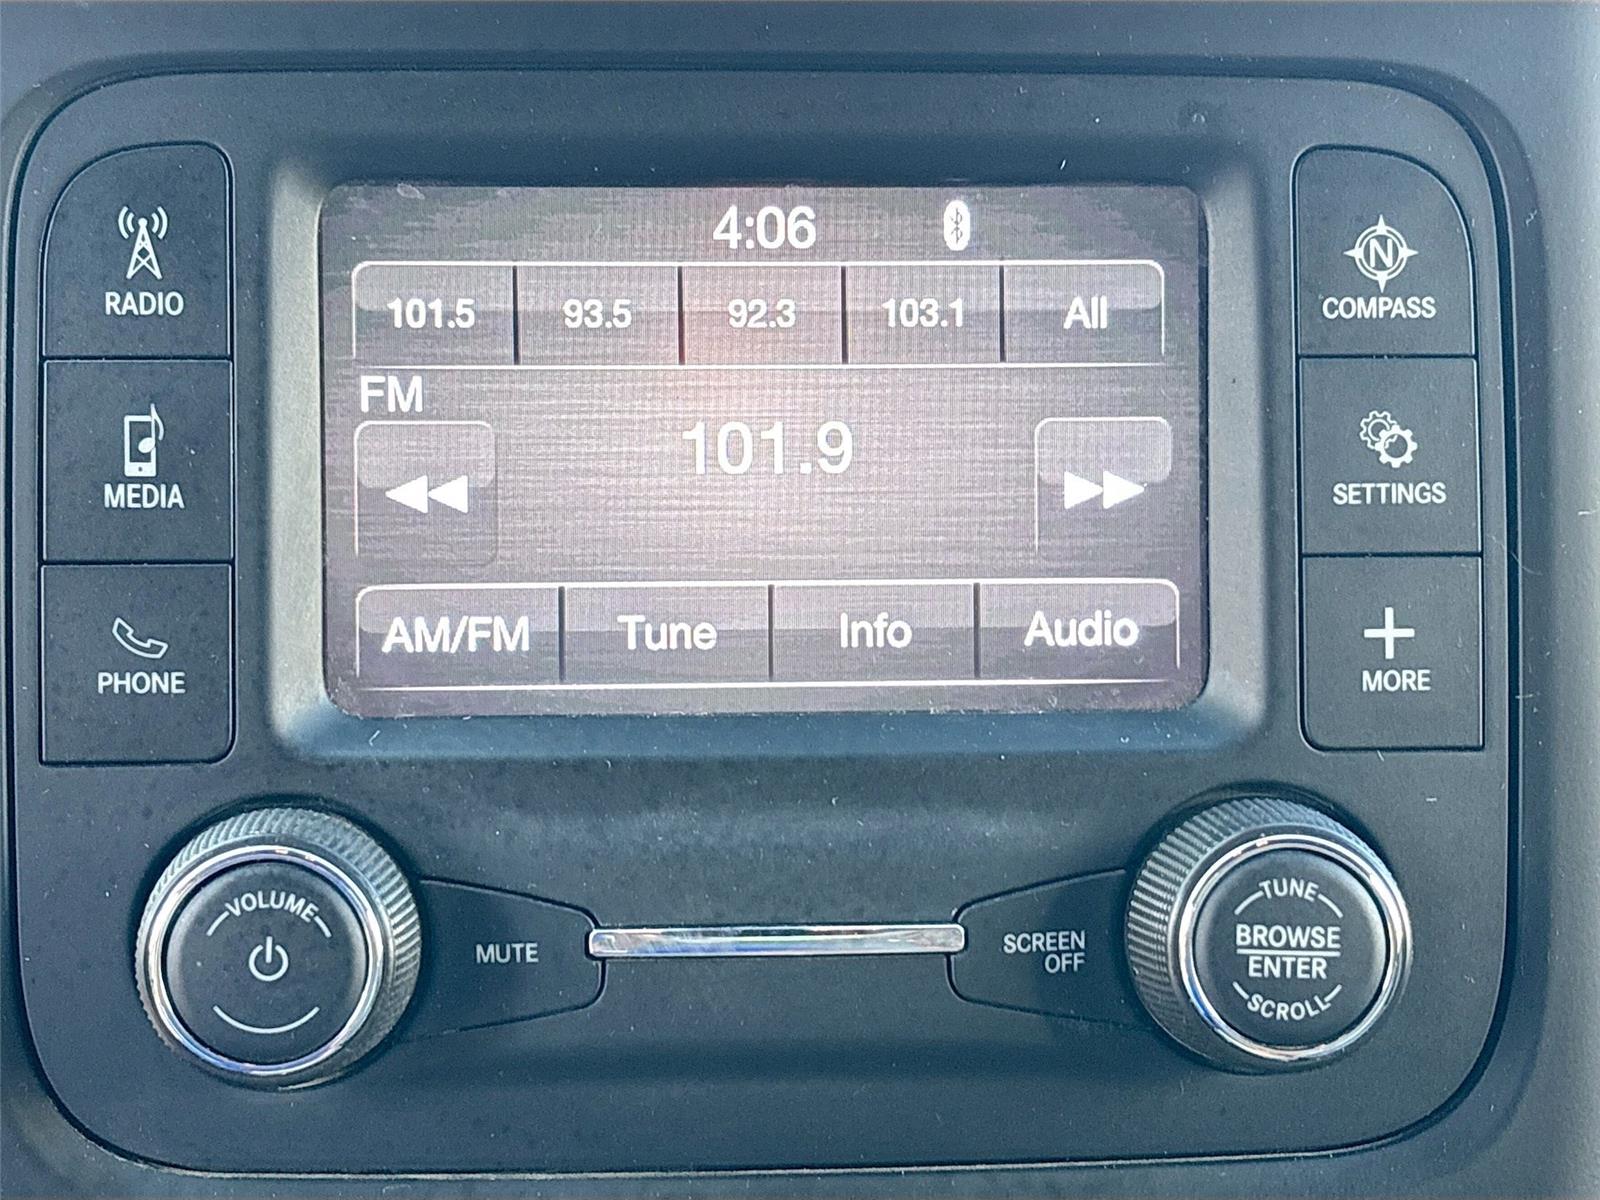 4:06
101.5 93.5 92.3 103.1 All
FM
101.9
AM/FM Tune Info Audio
RADIO
MEDIA
PHONE
N
COMPASS
SETTINGS
MORE
VOLUME
MUTE
SCREEN
OFF
TUNE
BROWSE
ENTER
SCROLL